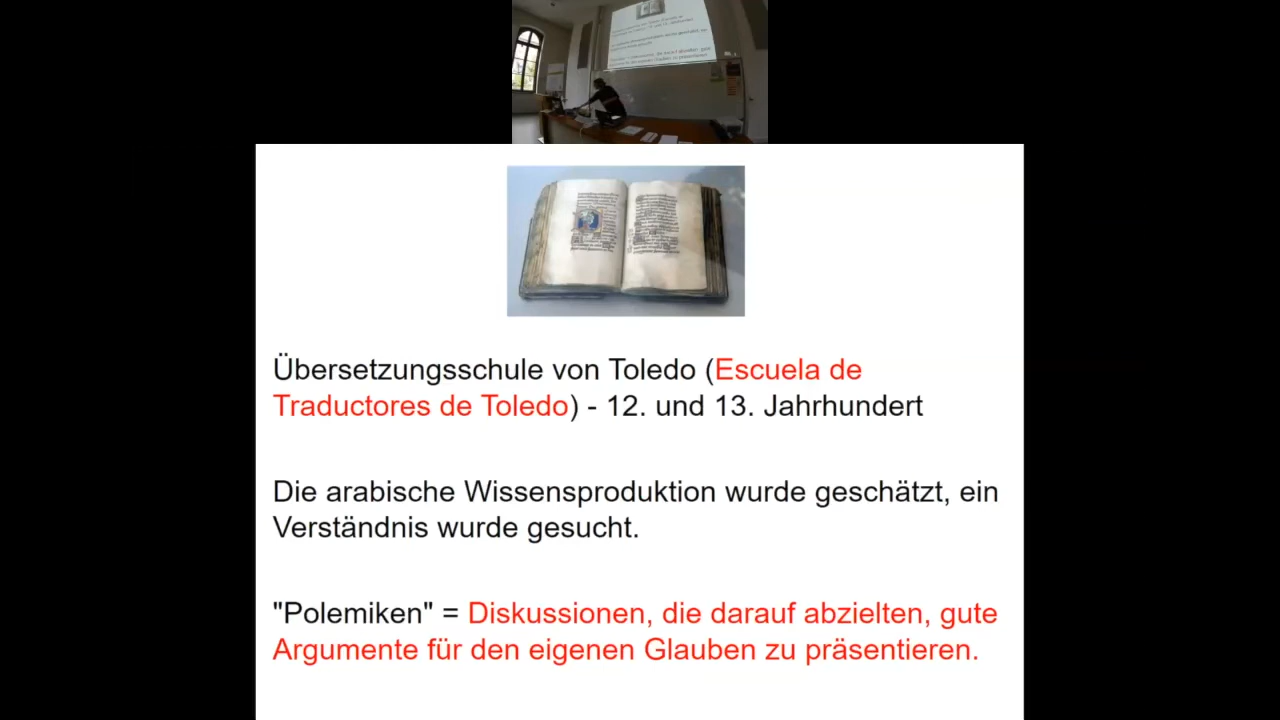 Übersetzungsschule von Toledo (Escuela de
Traductores de Toledo) - 12. und 13. Jahrhundert
Die arabische Wissensproduktion wurde geschätzt, ein
Verständnis wurde gesucht.
"Polemiken" = Diskussionen, die darauf abzielten, gute
Argumente für den eigenen Glauben zu präsentieren.